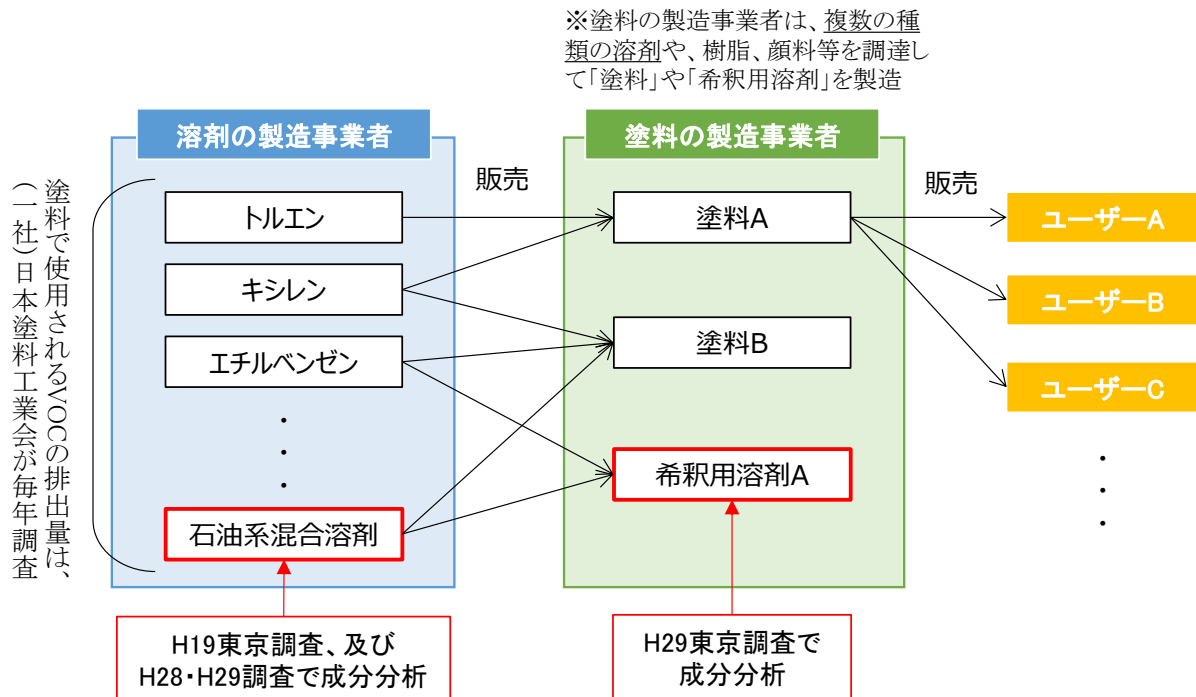 ※塗料の製造事業者は、複数の種
類の溶剤や、樹脂、顔料等を調達し
て「塗料」や「希釈用溶剤」を製造
溶剤の製造事業者
塗料の製造事業者
塗料で使用されるVOCの排出量は、
(一社)日本塗料工業会が毎年調査
トルエン
キシレン
エチルベンゼン
・
・
・
石油系混合溶剤
販売
塗料A
塗料B
希釈用溶剤A
販売
ユーザーA
ユーザーB
ユーザーC
・
・
・
H19東京調査、及び
H28・H29調査で成分分析
H29東京調査で
成分分析